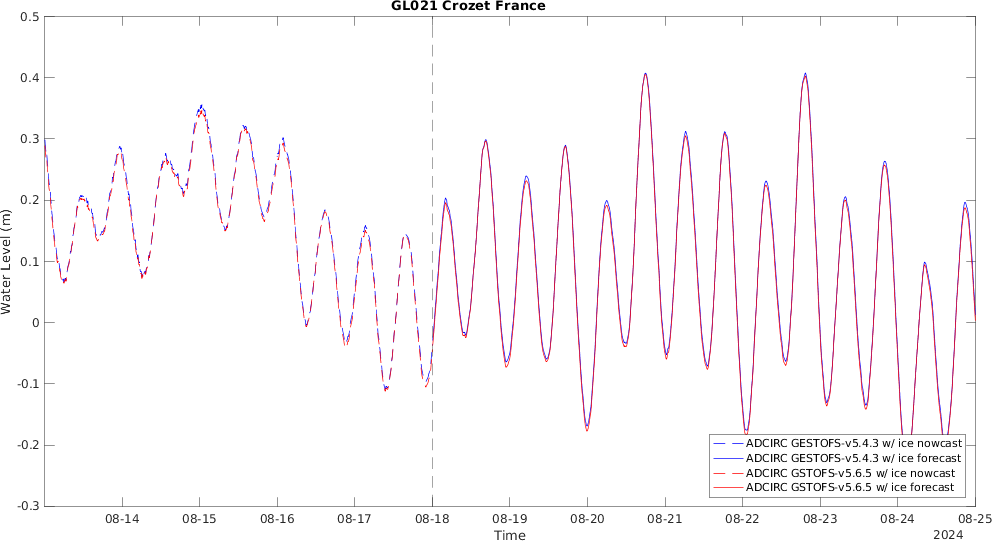 GL021 Crozet France
Water Level (m)
0.5
0.4
0.3
0.2
0.1
0
-0.1
-0.2
-0.3
ADCIRC GESTOFS-v5.4.3 w/ ice nowcast
ADCIRC GESTOFS-v5.4.3 w/ ice forecast
ADCIRC GSTOFS-v5.6.5 w/ ice nowcast
ADCIRC GSTOFS-v5.6.5 w/ ice forecast
08-14 08-15 08-16 08-17 08-18 08-19 08-20 08-21 08-22 08-23 08-24 08-25
Time
2024